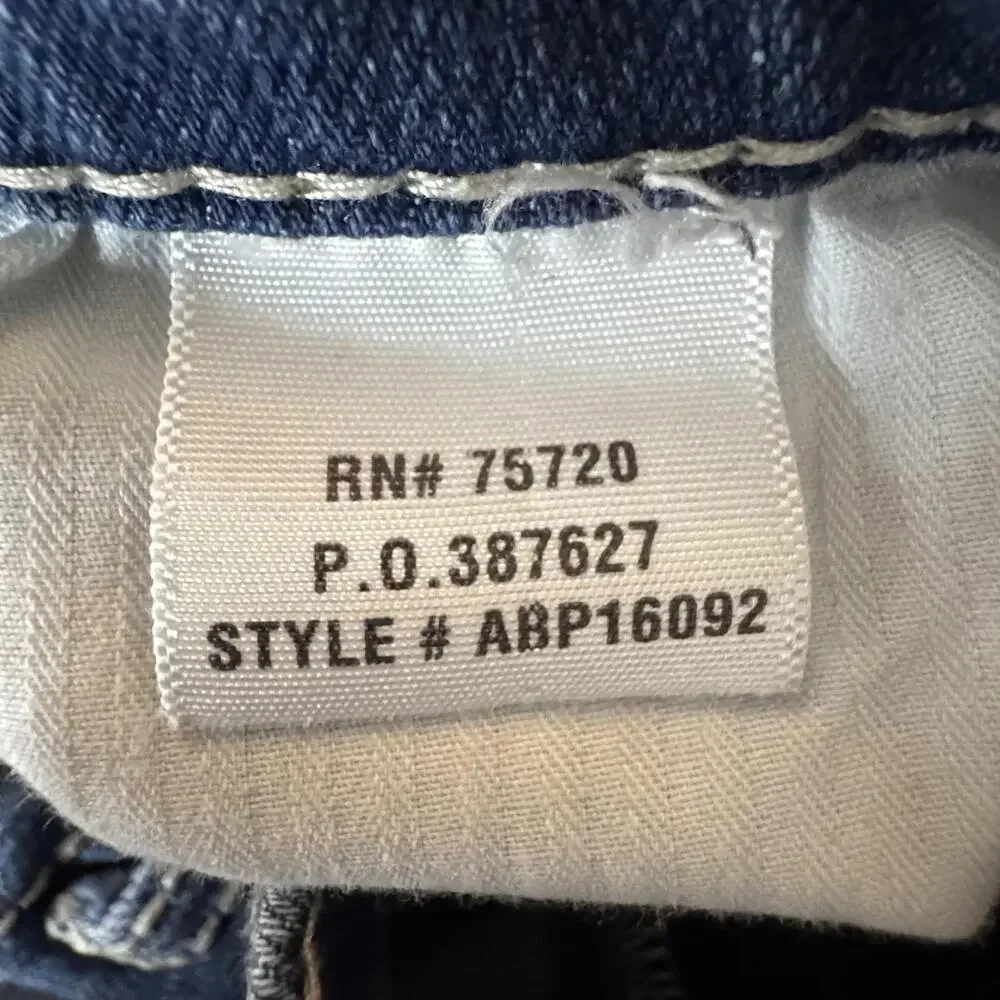 RN# 75720
P.O.387627
STYLE # ABP16092